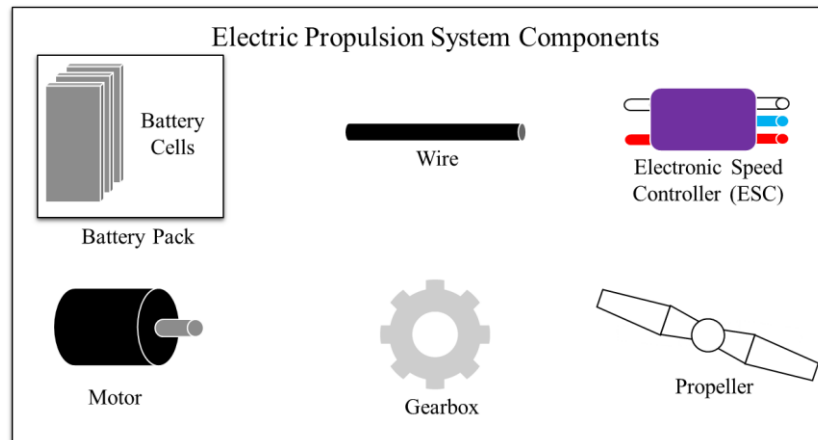 Electric Propulsion System Components
Battery
Cells
Battery Pack
Wire
Electronic Speed
Controller (ESC)
Motor
Gearbox
Propeller